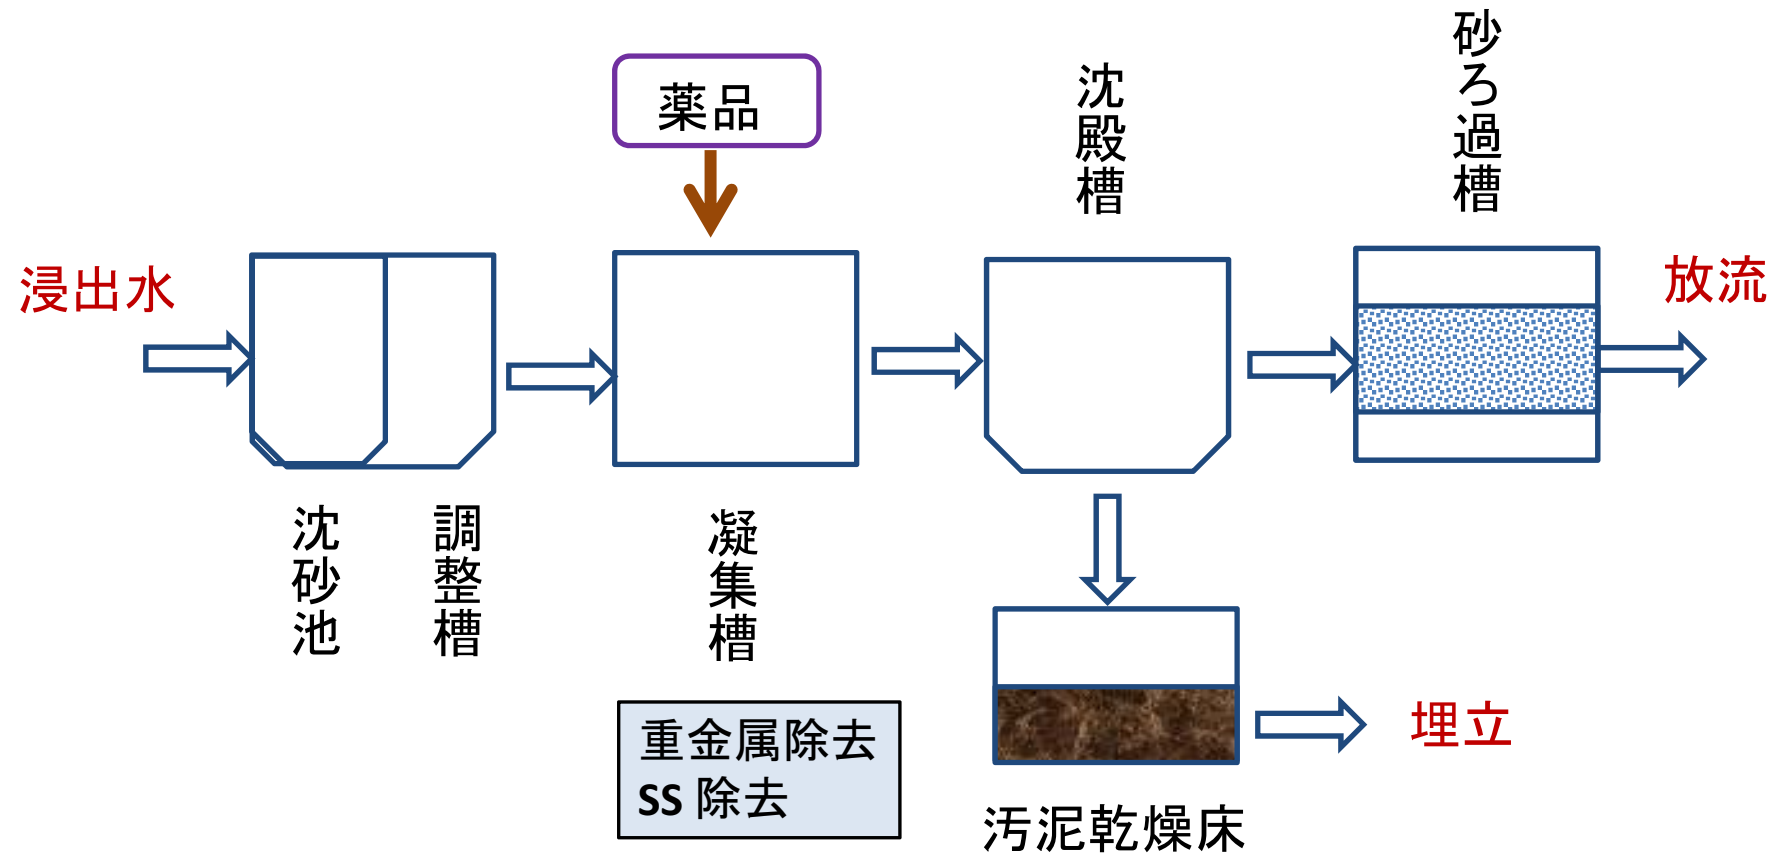 薬品
沈殿槽
砂ろ過槽
浸出水
放流
沈砂池
調整槽
凝集槽
重金属除去
SS 除去
埋立
汚泥乾燥床